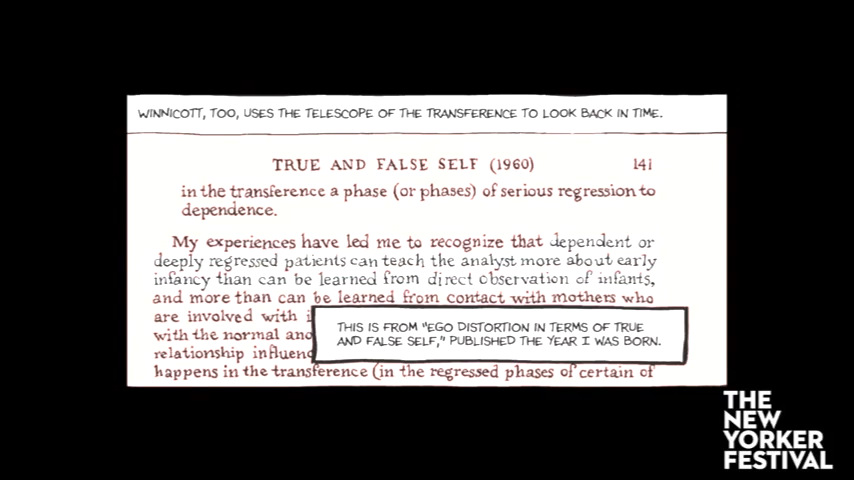 WINNICOTT, TOO, USES THE TELESCOPE OF THE TRANSFERENCE TO LOOK BACK IN TIME.
TRUE AND FALSE SELF (1960) 141
in the transference a phase (or phases) of serious regression to
dependence.
My experiences have led me to recognize that dependent or
deeply regressed patients can teach the analyst more about early
infancy than can be learned from direct observation of infants,
and more than can be learned from contact with mothers who
are involved with
with the normal
relationship
happens in the transference (in the regressed phases of certain of
THIS IS FROM "EGO DISTORTION IN TERMS OF TRUE
AND FALSE SELF," PUBLISHED THE YEAR I WAS BORN.
THE
NEW
YORKER
FESTIVAL